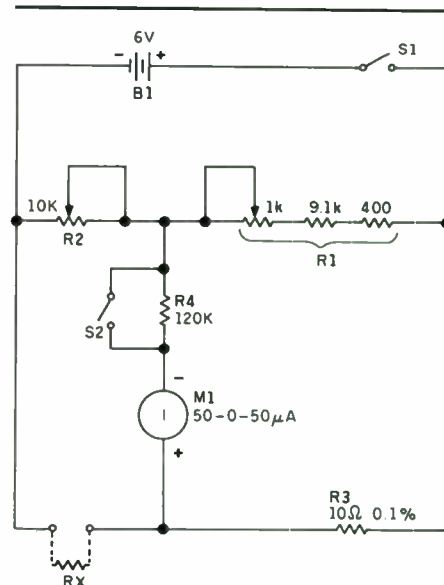 6V
- +
B1
S1
10K
R2
1k 9.1k 400
R1
S2
R4
120K
-
M1
50-0-50μA
+
R3
10Ω 0.1%
RX